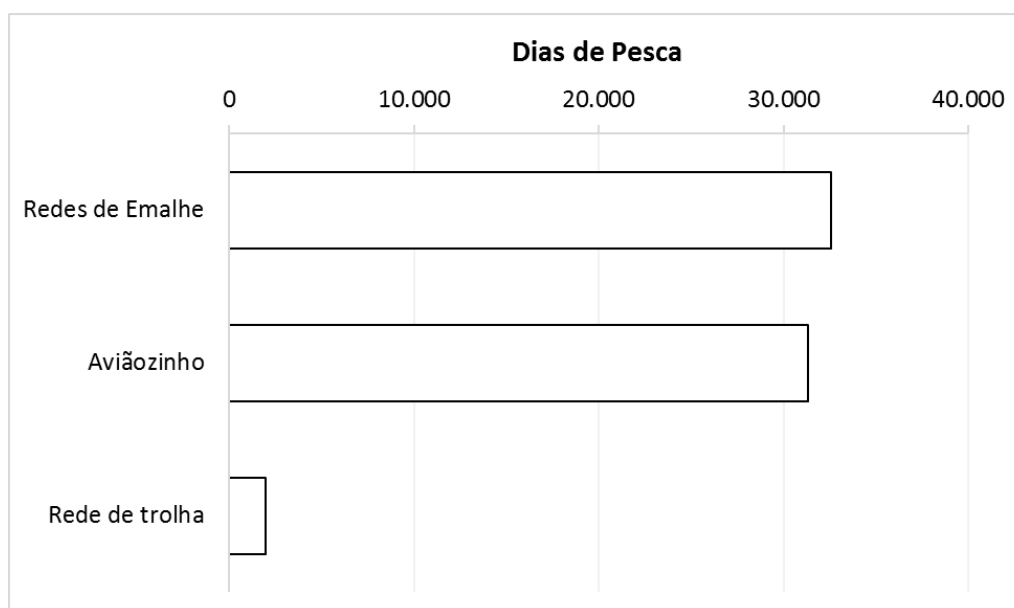 Dias de Pesca
0 10.000 20.000 30.000 40.000
Redes de Emalhe
Aviãozinho
Rede de trolha